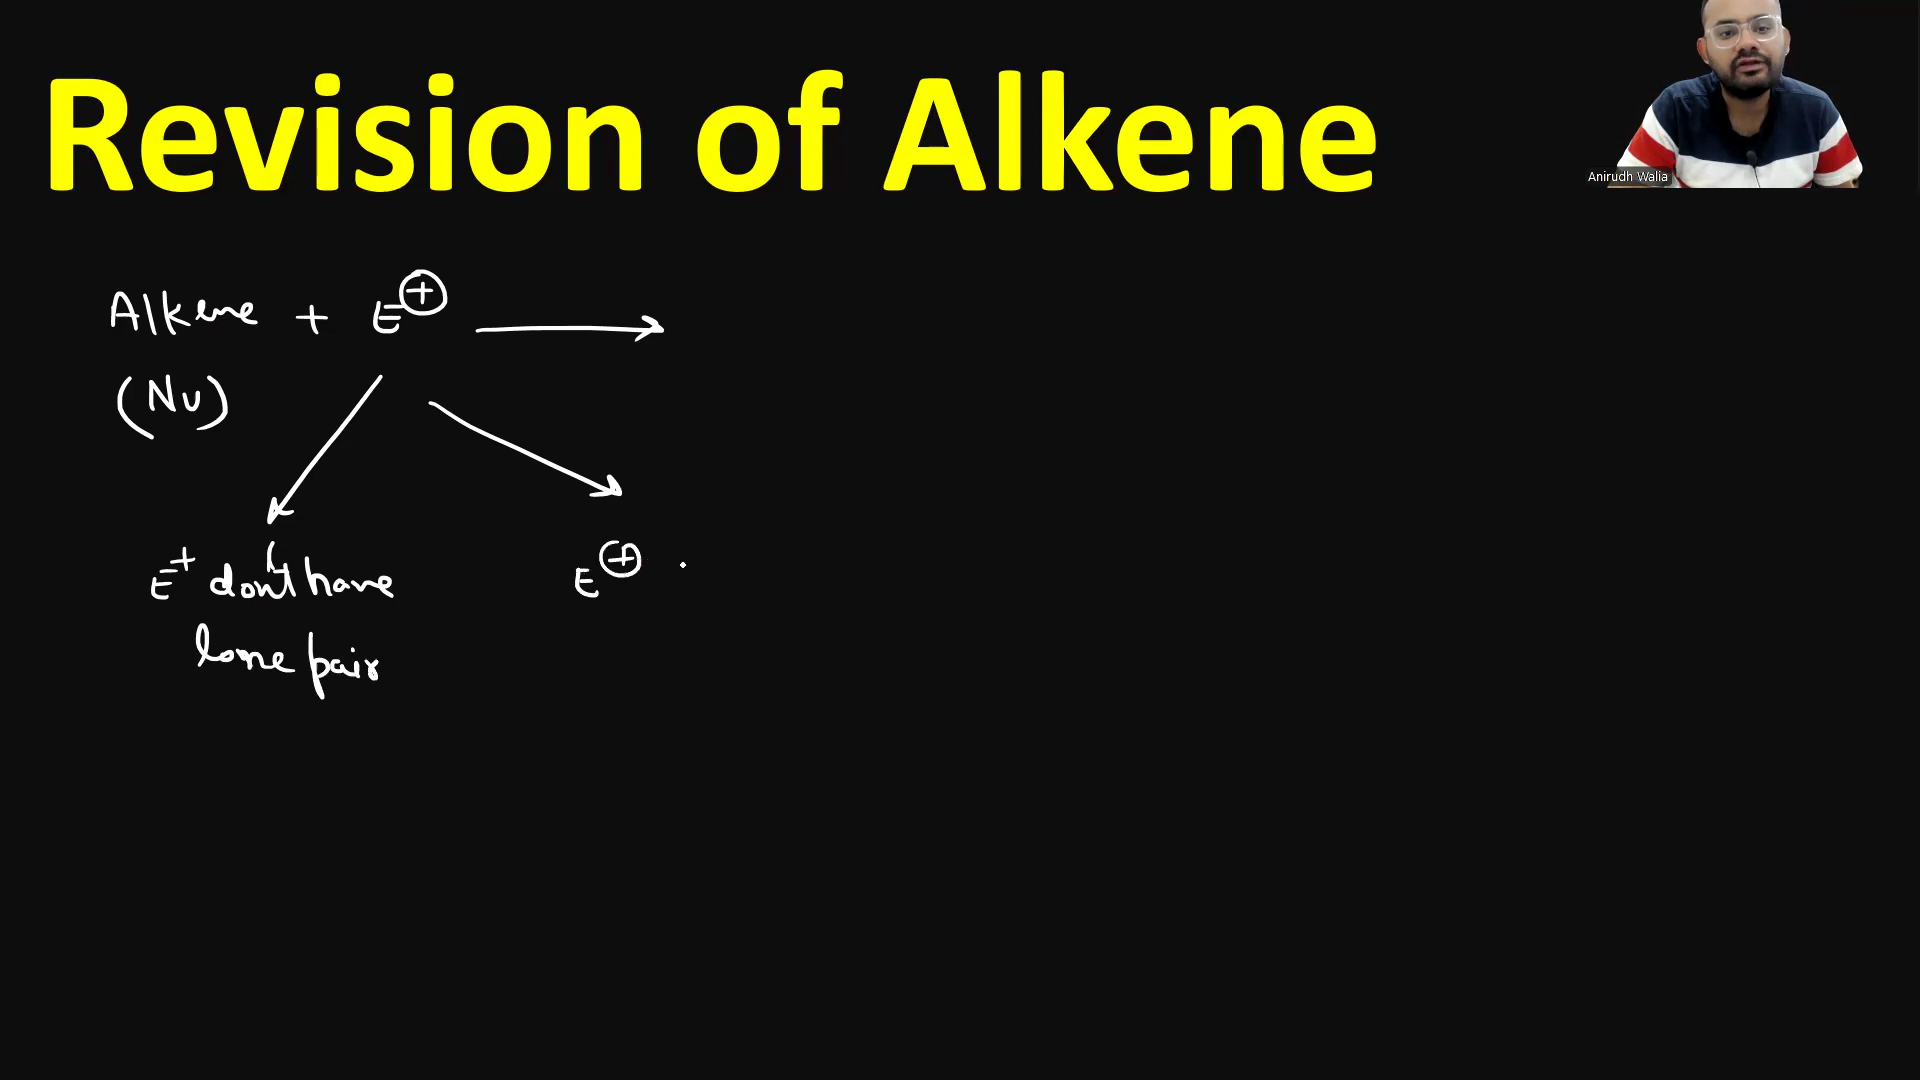 Revision of Alkene
Anirudh Walia
Alkene + E⊕ ⟶
(Nu)
E⁺ don't have
lone pair
E⊕